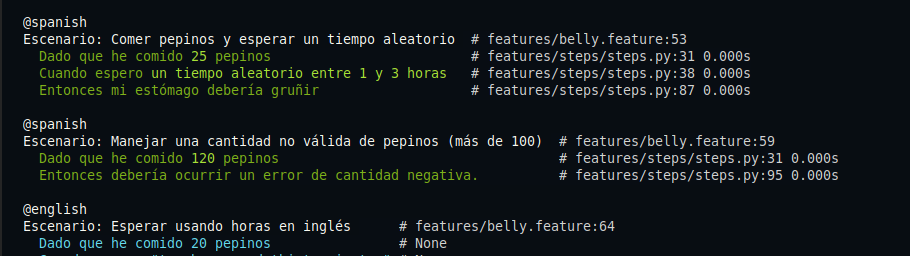 @spanish
Escenario: Comer pepinos y esperar un tiempo aleatorio # features/belly.feature:53
Dado que he comido 25 pepinos # features/steps/steps.py:31 0.000s
Cuando espero un tiempo aleatorio entre 1 y 3 horas # features/steps/steps.py:38 0.000s
Entonces mi estómago debería gruñir # features/steps/steps.py:87 0.000s
@spanish
Escenario: Manejar una cantidad no válida de pepinos (más de 100) # features/belly.feature:59
Dado que he comido 120 pepinos # features/steps/steps.py:31 0.000s
Entonces debería ocurrir un error de cantidad negativa. # features/steps/steps.py:95 0.000s
@english
Escenario: Esperar usando horas en inglés # features/belly.feature:64
Dado que he comido 20 pepinos # None